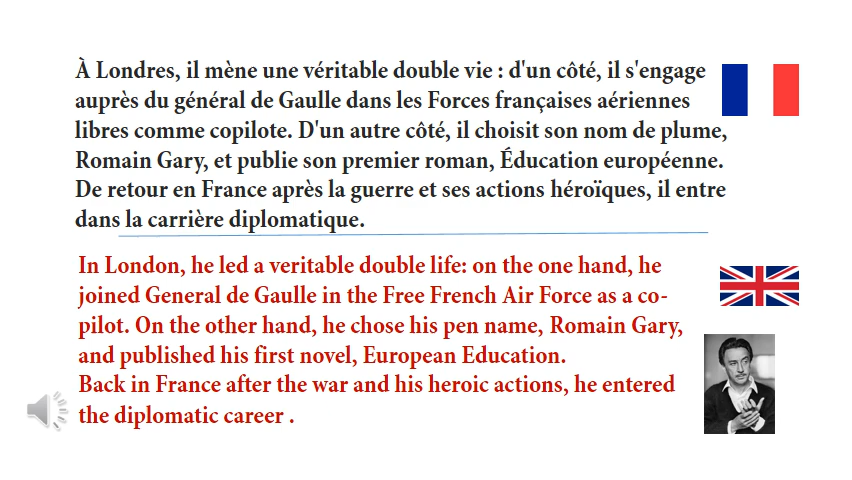 À Londres, il mène une véritable double vie : d'un côté, il s'engage
auprès du général de Gaulle dans les Forces françaises aériennes
libres comme copilote. D'un autre côté, il choisit son nom de plume,
Romain Gary, et publie son premier roman, Éducation européenne.
De retour en France après la guerre et ses actions héroïques, il entre
dans la carrière diplomatique.
In London, he led a veritable double life: on the one hand, he
joined General de Gaulle in the Free French Air Force as a co-
pilot. On the other hand, he chose his pen name, Romain Gary,
and published his first novel, European Education.
Back in France after the war and his heroic actions, he entered
the diplomatic career .